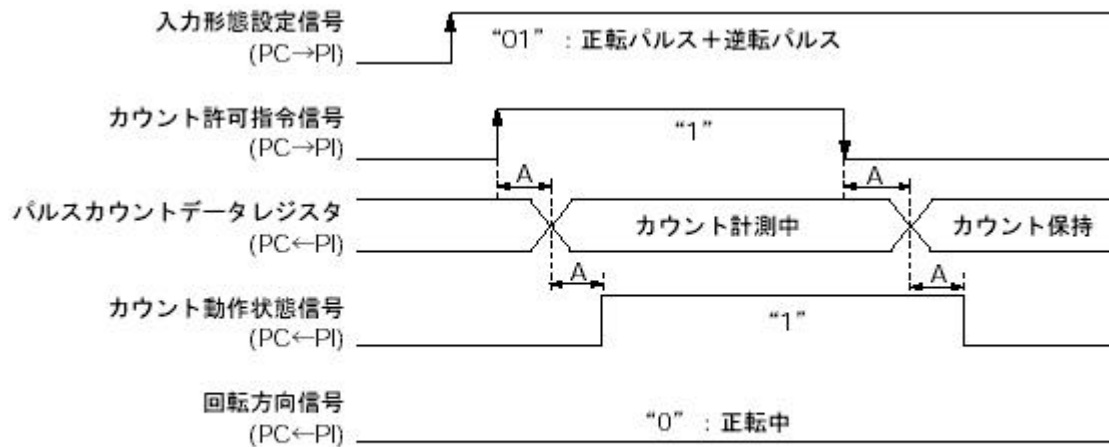 入力形態設定信号
(PC→PI)
“01” ：正転パルス＋逆転パルス
カウント許可指令信号
(PC→PI)
“1”
A
A
パルスカウントデータレジスタ
(PC←PI)
カウント計測中
カウント保持
A
A
カウント動作状態信号
(PC←PI)
“1”
回転方向信号
(PC←PI)
“0” ：正転中